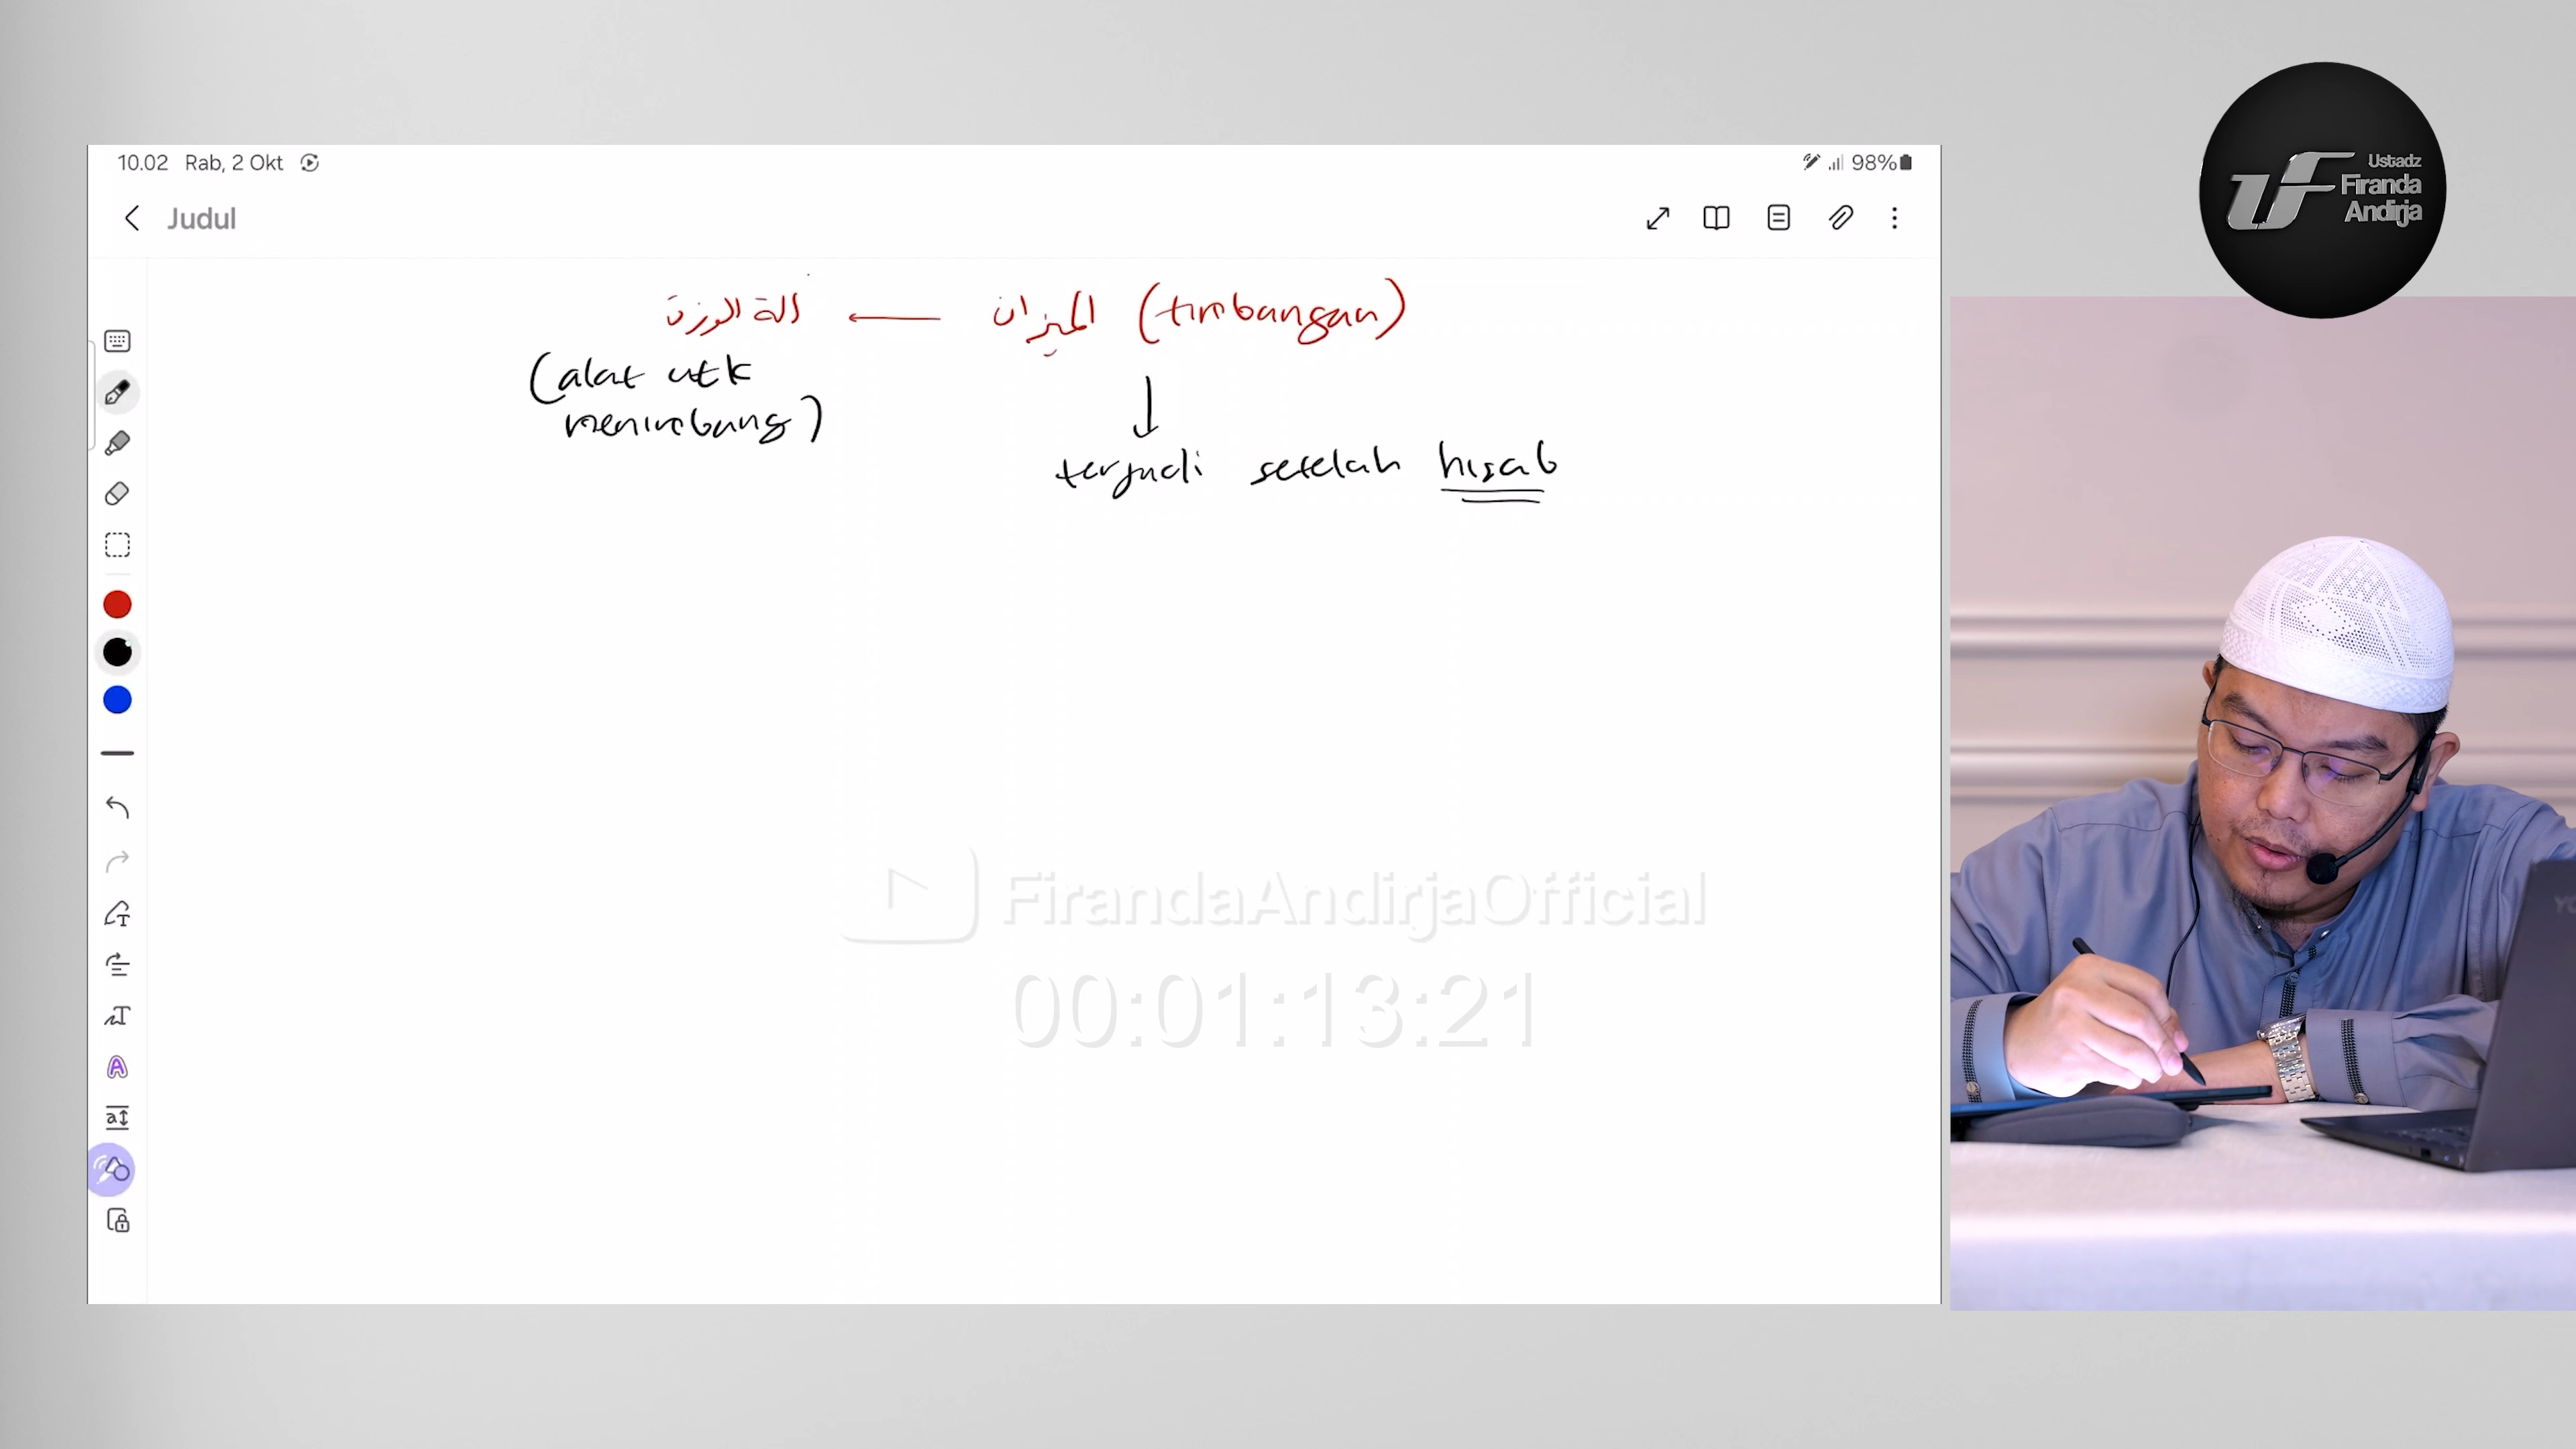 10.02 Rab, 2 Okt
98%
Judul
الميزان (timbangan) ← آلة الوزن
(alat utk
menimbang)
↓
terjadi setelah hisab
Ustadz
Firanda
Andirja
FirandaAndirjaOfficial
00:01:13:21